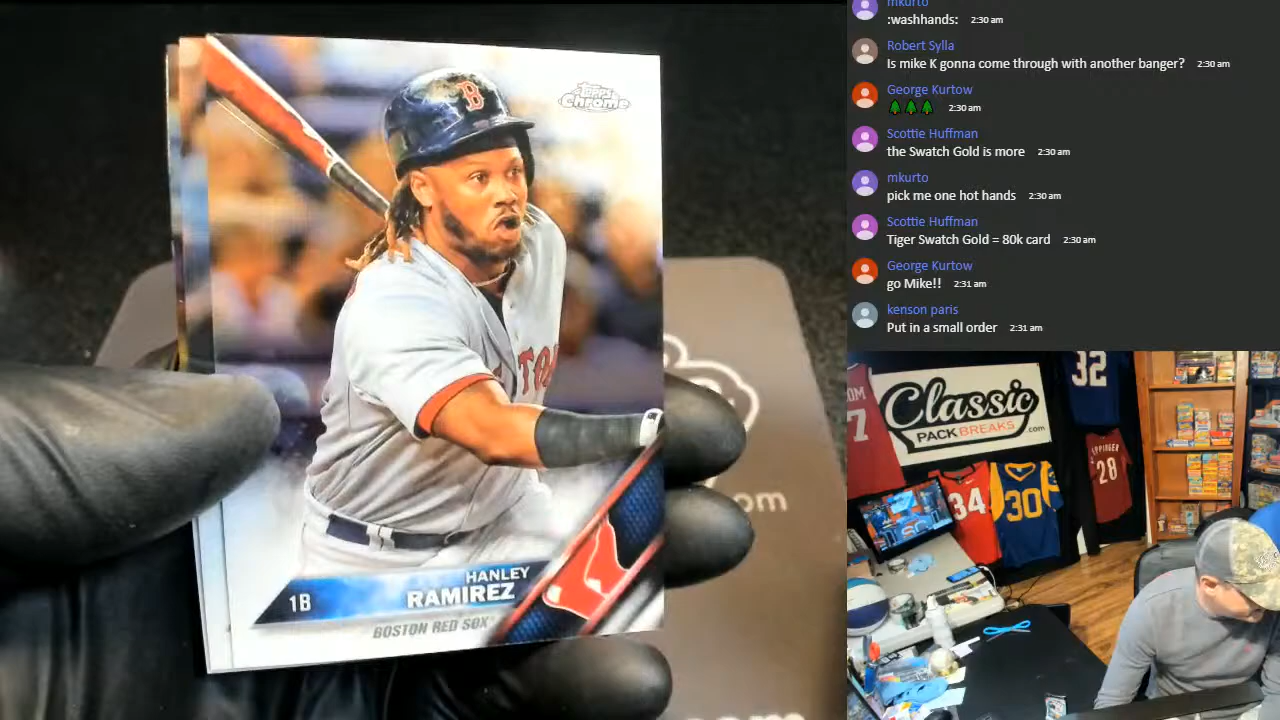 mkurto
:washhands: 2:30 am
Robert Sylla
Is mike K gonna come through with another banger? 2:30 am
George Kurtow
🌲🌲🌲 2:30 am
Scottie Huffman
the Swatch Gold is more 2:30 am
mkurto
pick me one hot hands 2:30 am
Scottie Huffman
Tiger Swatch Gold = 80k card 2:30 am
George Kurtow
go Mike!! 2:31 am
kenson paris
Put in a small order 2:31 am
Topps
Chrome
B
HANLEY
1B RAMIREZ
BOSTON RED SOX
om
com
Classic
PACK BREAKS
.com
32
7
34
30
28